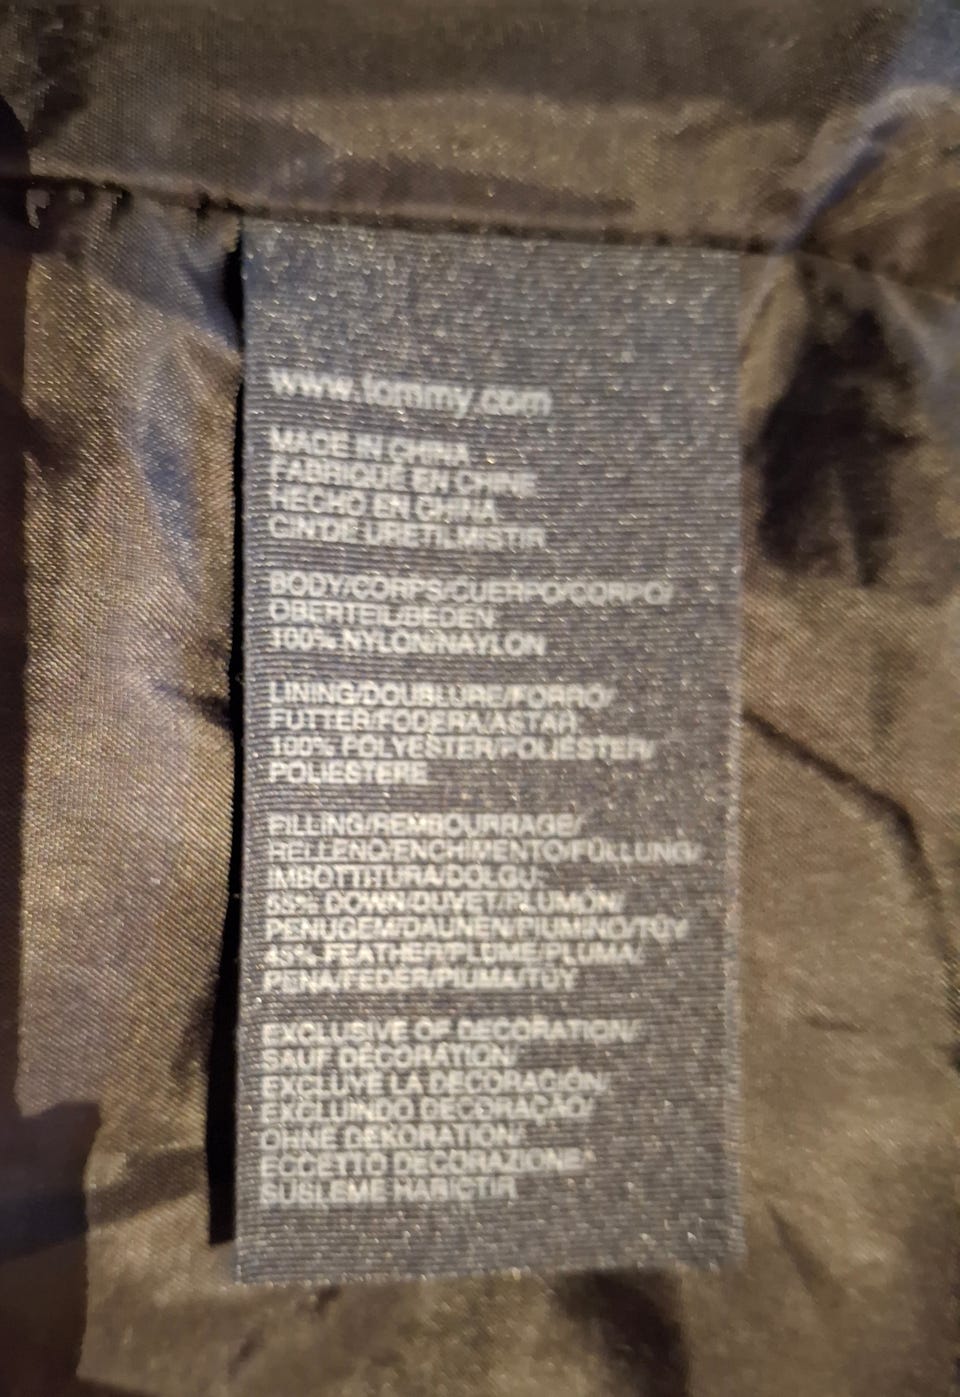 www.tommy.com
MADE IN CHINA
FABRIQUÉ EN CHINE
HECHO EN CHINA
ÇIN'DE ÜRETILMISTIR
BODY/CORPS/CUERPO/CORPO/
OBERTEIL/BEDEN
100% NYLON/NAYLON
LINING/DOUBLURE/FORRO/
FUTTER/FODERA/ASTAR
100% POLYESTER/POLIÉSTER/
POLIESTERE
FILLING/REMBOURRAGE/
RELLENO/ENCHIMENTO/FÜLLUNG/
IMBOTTITURA/DOLGU:
55% DOWN/DUVET/PLUMÓN/
PENUGEM/DAUNEN/PIUMINO/TÜY
45% FEATHER/PLUME/PLUMA/
PENA/FEDER/PIUMA/TÜY
EXCLUSIVE OF DECORATION/
SAUF DÉCORATION/
EXCLUYE LA DECORACIÓN/
EXCLUINDO DECORAÇÃO/
OHNE DEKORATION/
ECCETTO DECORAZIONE/
SÜSLEME HARIÇTIR